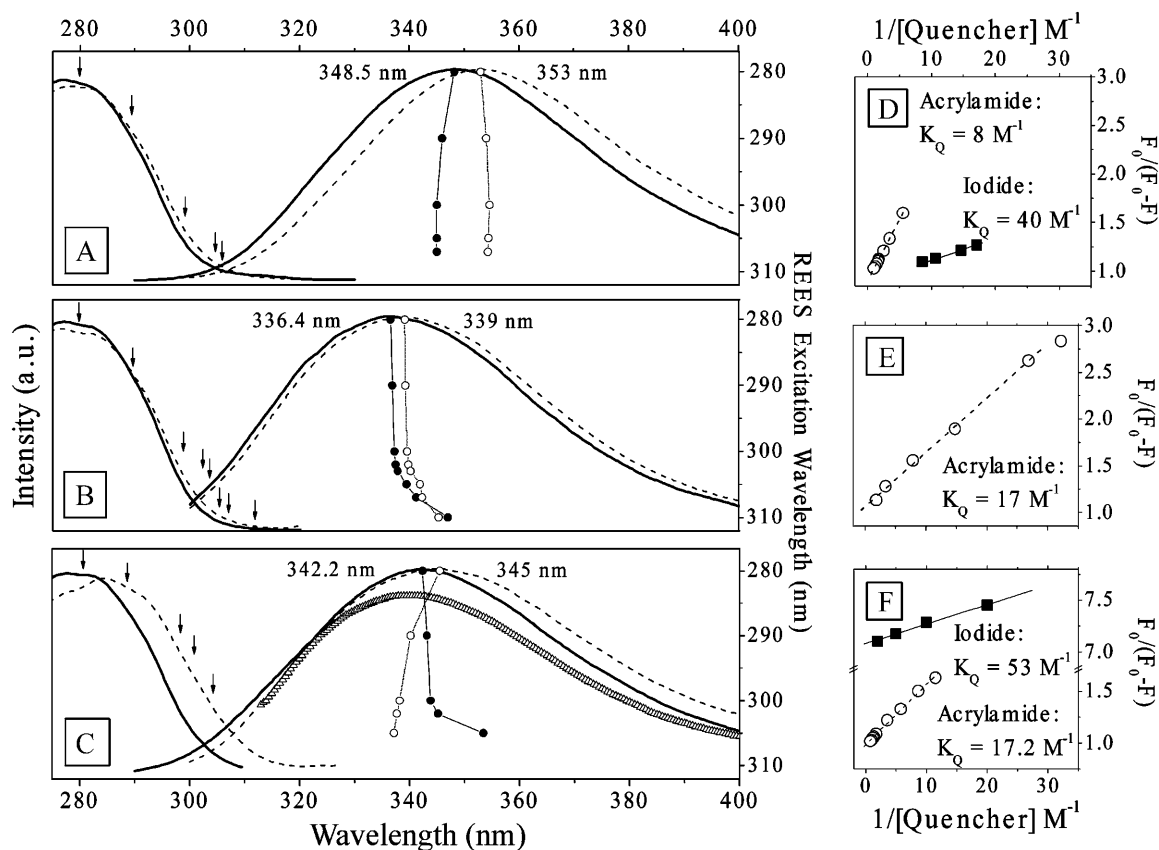 280 300 320 340 360 380 400
348.5 nm 353 nm
A
280
290
300
310
336.4 nm 339 nm
B
280
290
300
310
342.2 nm 345 nm
C
280
290
300
310
280 300 320 340 360 380 400
Wavelength (nm)
Intensity (a.u.)
REES Excitation Wavelength (nm)
1/[Quencher] M-1
0 10 20 30
D
Acrylamide:
KQ = 8 M-1
Iodide:
KQ = 40 M-1
3.0
2.5
2.0
1.5
1.0
F0/(F0-F)
E
Acrylamide:
KQ = 17 M-1
3.0
2.5
2.0
1.5
1.0
F0/(F0-F)
F
Iodide:
KQ = 53 M-1
Acrylamide:
KQ = 17.2 M-1
7.5
7.0
1.5
1.0
F0/(F0-F)
0 10 20 30
1/[Quencher] M-1